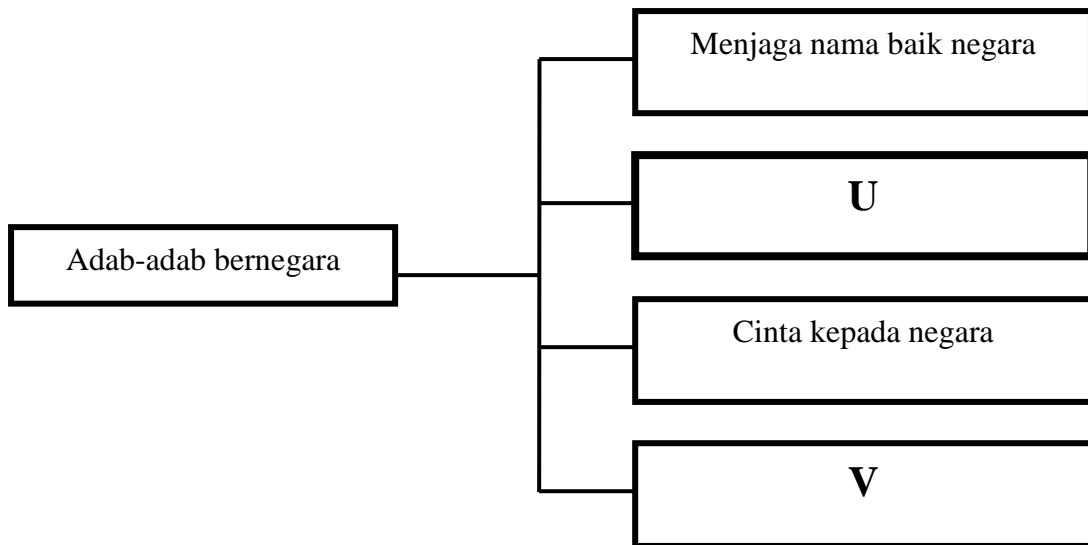 Menjaga nama baik negara
U
Adab-adab bernegara
Cinta kepada negara
V